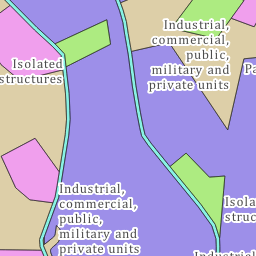 Industrial,
commercial,
public,
military and
private units
Isolated
structures
Industrial,
commercial,
public,
military and
private units